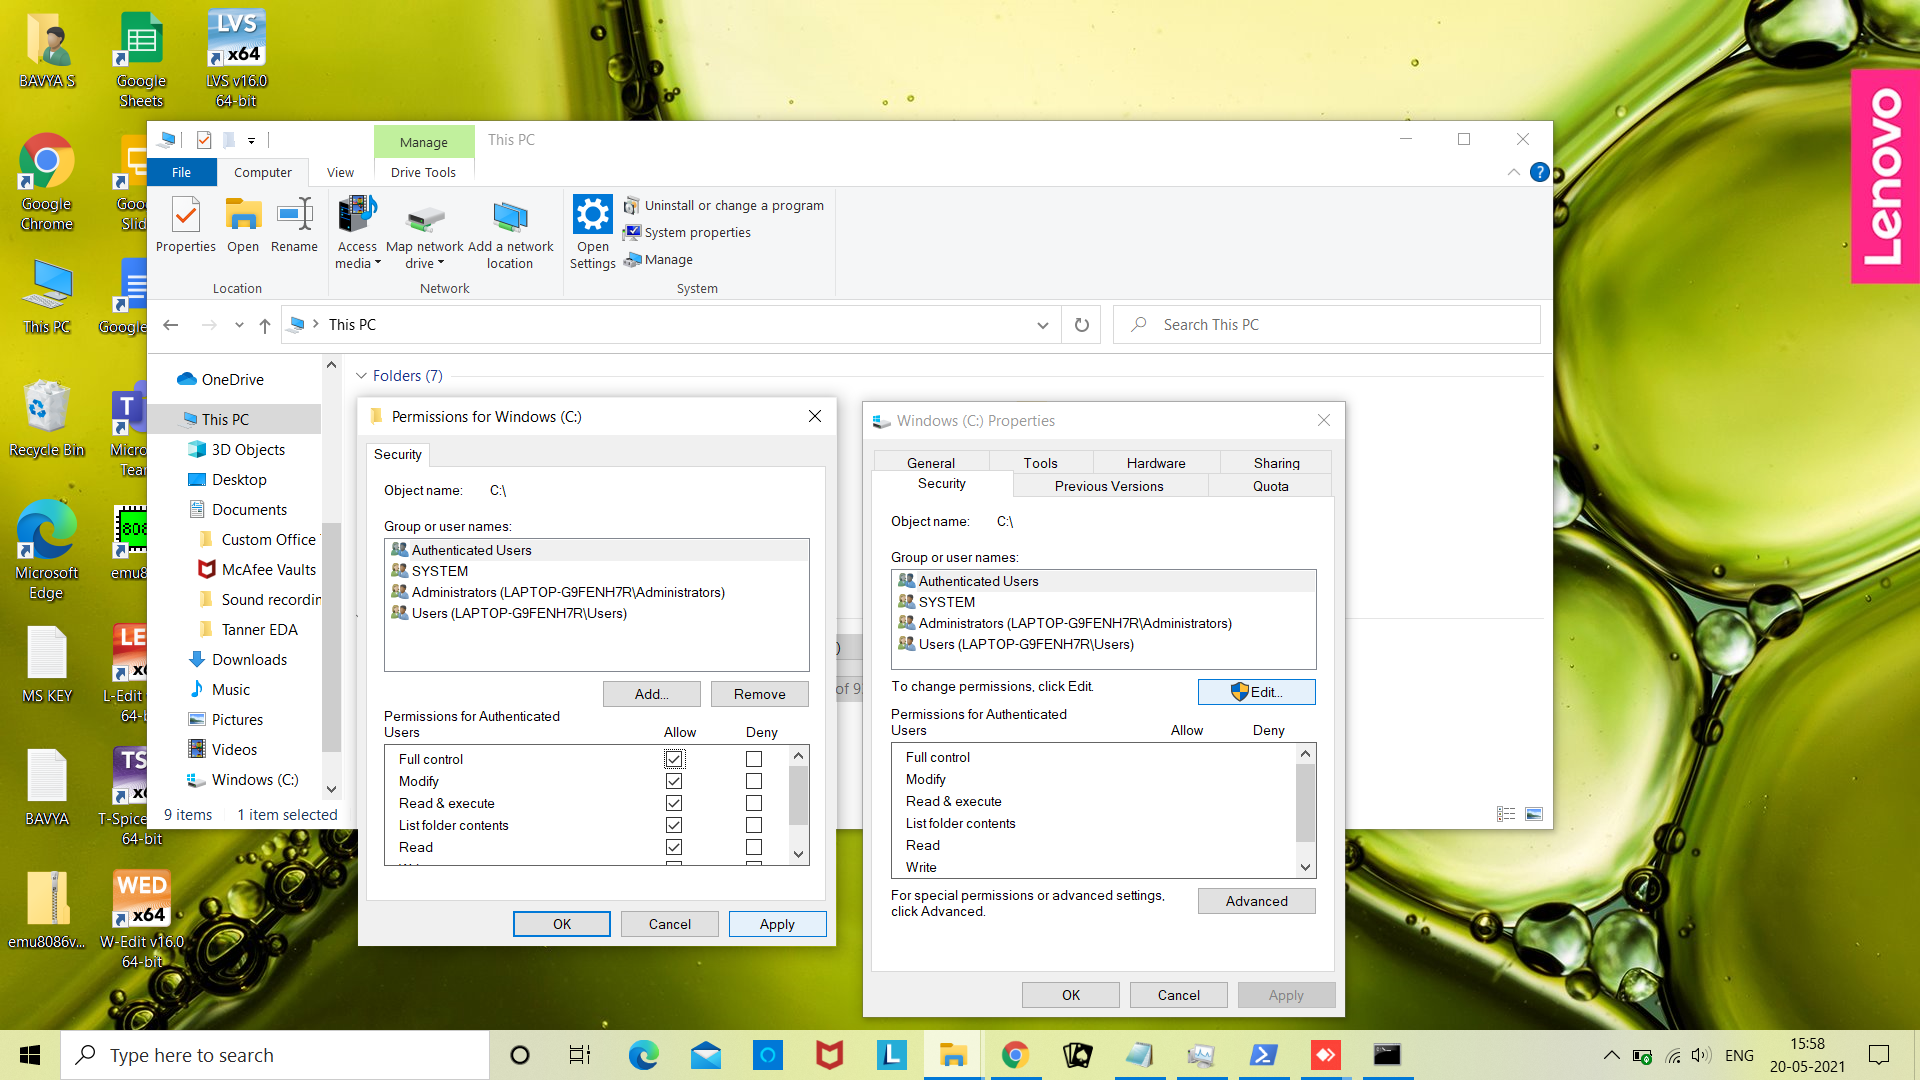 BAVYA S
Google
Sheets
LVS
x64
LVS v16.0
64-bit
Google
Chrome
This PC
Recycle Bin
Microsoft
Edge
MS KEY
64-b
BAVYA
T-Spice
64-bit
emu8086v...
WED
x64
W-Edit v16.0
64-bit
Lenovo
Manage
This PC
File
Computer
View
Drive Tools
Properties
Open
Rename
Location
Access
media
Map network
drive
Add a network
location
Network
Open
Settings
Uninstall or change a program
System properties
Manage
System
This PC
Search This PC
OneDrive
This PC
3D Objects
Desktop
Documents
Custom Office
McAfee Vaults
Sound recordin
Tanner EDA
Downloads
Music
Pictures
Videos
Windows (C:)
9 items
1 item selected
Folders (7)
Permissions for Windows (C:)
Security
Object name: C:\
Group or user names:
Authenticated Users
SYSTEM
Administrators (LAPTOP-G9FENH7R\Administrators)
Users (LAPTOP-G9FENH7R\Users)
Add...
Remove
Permissions for Authenticated
Users
Allow
Deny
Full control
Modify
Read & execute
List folder contents
Read
OK
Cancel
Apply
of 9
Windows (C:) Properties
General
Tools
Hardware
Sharing
Security
Previous Versions
Quota
Object name: C:\
Group or user names:
Authenticated Users
SYSTEM
Administrators (LAPTOP-G9FENH7R\Administrators)
Users (LAPTOP-G9FENH7R\Users)
To change permissions, click Edit.
Edit...
Permissions for Authenticated
Users
Allow
Deny
Full control
Modify
Read & execute
List folder contents
Read
Write
For special permissions or advanced settings,
click Advanced.
Advanced
OK
Cancel
Apply
Type here to search
ENG
15:58
20-05-2021